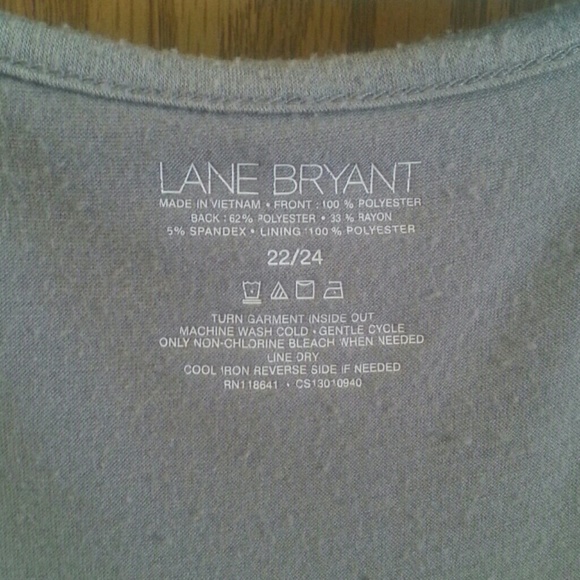 LANE BRYANT
MADE IN VIETNAM • FRONT : 100 % POLYESTER
BACK : 62% POLYESTER • 33 % RAYON
5% SPANDEX • LINING : 100 % POLYESTER
22/24
TURN GARMENT INSIDE OUT
MACHINE WASH COLD • GENTLE CYCLE
ONLY NON-CHLORINE BLEACH WHEN NEEDED
LINE DRY
COOL IRON REVERSE SIDE IF NEEDED
RN118641 • CS13010940